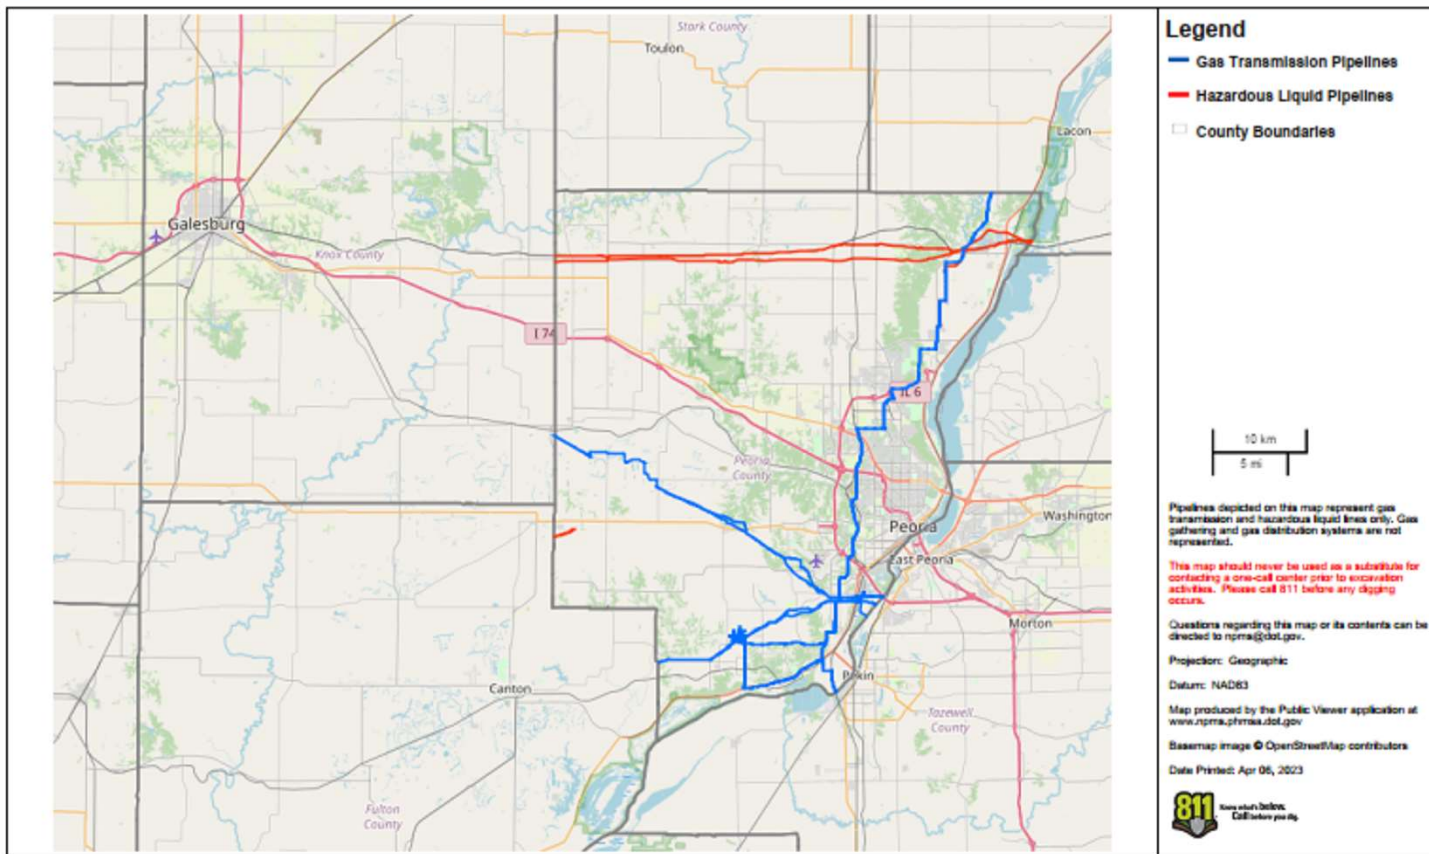 Stark County
Toulon
Lacon
Galesburg
Knox County
I 74
IL 6
Peoria
County
Peoria
Washington
East Peoria
Morton
Canton
Pekin
Tazewell
County
Fulton
County
Legend
Gas Transmission Pipelines
Hazardous Liquid Pipelines
County Boundaries
10 km
5 mi
Pipelines depicted on this map represent gas
transmission and hazardous liquid lines only. Gas
gathering and gas distribution systems are not
represented.
This map should never be used as a substitute for
contacting a one-call center prior to excavation
activities. Please call 811 before any digging
occurs.
Questions regarding this map or its contents can be
directed to npms@dot.gov.
Projection: Geographic
Datum: NAD83
Map produced by the Public Viewer application at
www.npms.phmsa.dot.gov
Basemap image © OpenStreetMap contributors
Date Printed: Apr 06, 2023
811
Know what's below.
Call before you dig.